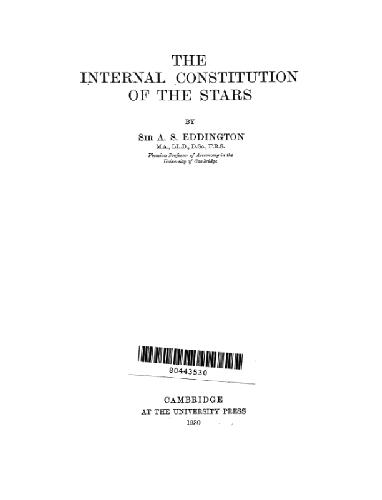 THE
INTERNAL CONSTITUTION
OF THE STARS
BY
SIR A. S. EDDINGTON
M.A., LL.D., D.Sc., F.R.S.
Plumian Professor of Astronomy in the
University of Cambridge
80443530
CAMBRIDGE
AT THE UNIVERSITY PRESS
1930